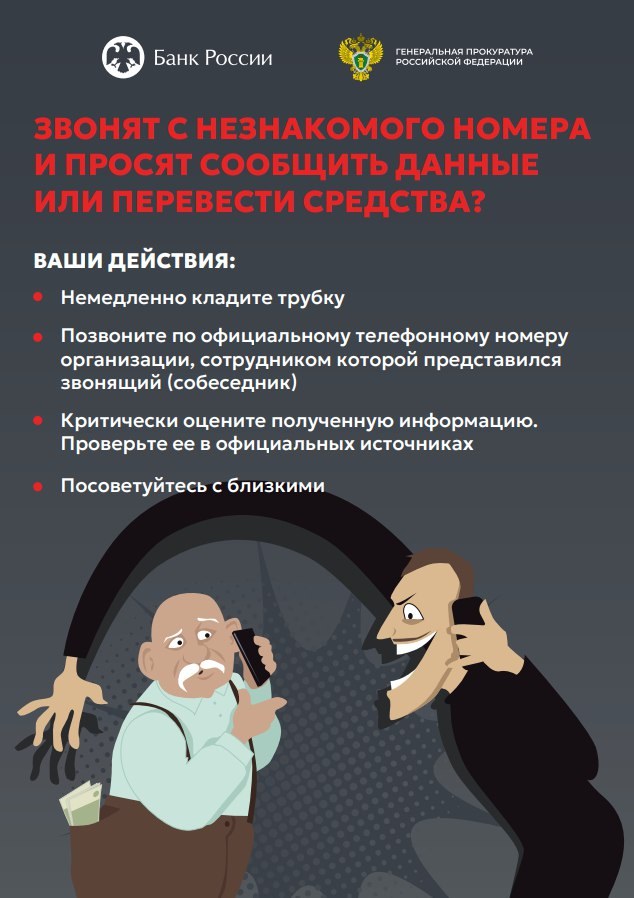 Банк России
ГЕНЕРАЛЬНАЯ ПРОКУРАТУРА
РОССИЙСКОЙ ФЕДЕРАЦИИ
ЗВОНЯТ С НЕЗНАКОМОГО НОМЕРА
И ПРОСЯТ СООБЩИТЬ ДАННЫЕ
ИЛИ ПЕРЕВЕСТИ СРЕДСТВА?
ВАШИ ДЕЙСТВИЯ:
Немедленно кладите трубку
Позвоните по официальному телефонному номеру
организации, сотрудником которой представился
звонящий (собеседник)
Критически оцените полученную информацию.
Проверьте ее в официальных источниках
Посоветуйтесь с близкими